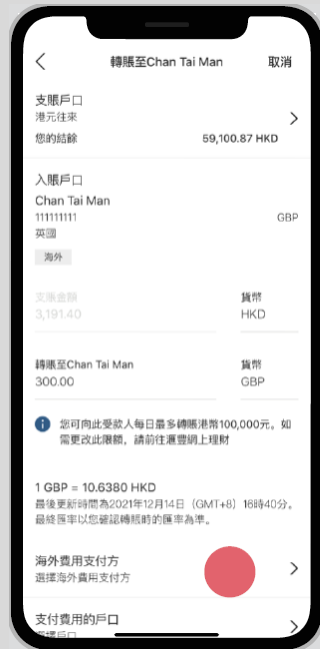 轉賬至Chan Tai Man
取消
支賬戶口
港元往來
您的結餘
59,100.87 HKD
入賬戶口
Chan Tai Man
111111111
GBP
英國
海外
支賬金額
貨幣
3,191.40
HKD
轉賬至Chan Tai Man
貨幣
300.00
GBP
您可向此受款人每日最多轉賬港幣100,000元。如
需更改此限額，請前往滙豐網上理財
1 GBP = 10.6380 HKD
最後更新時間為2021年12月14日（GMT+8）16時40分。
最終匯率以您確認轉賬時的匯率為準。
海外費用支付方
選擇海外費用支付方
支付費用的戶口
選擇戶口